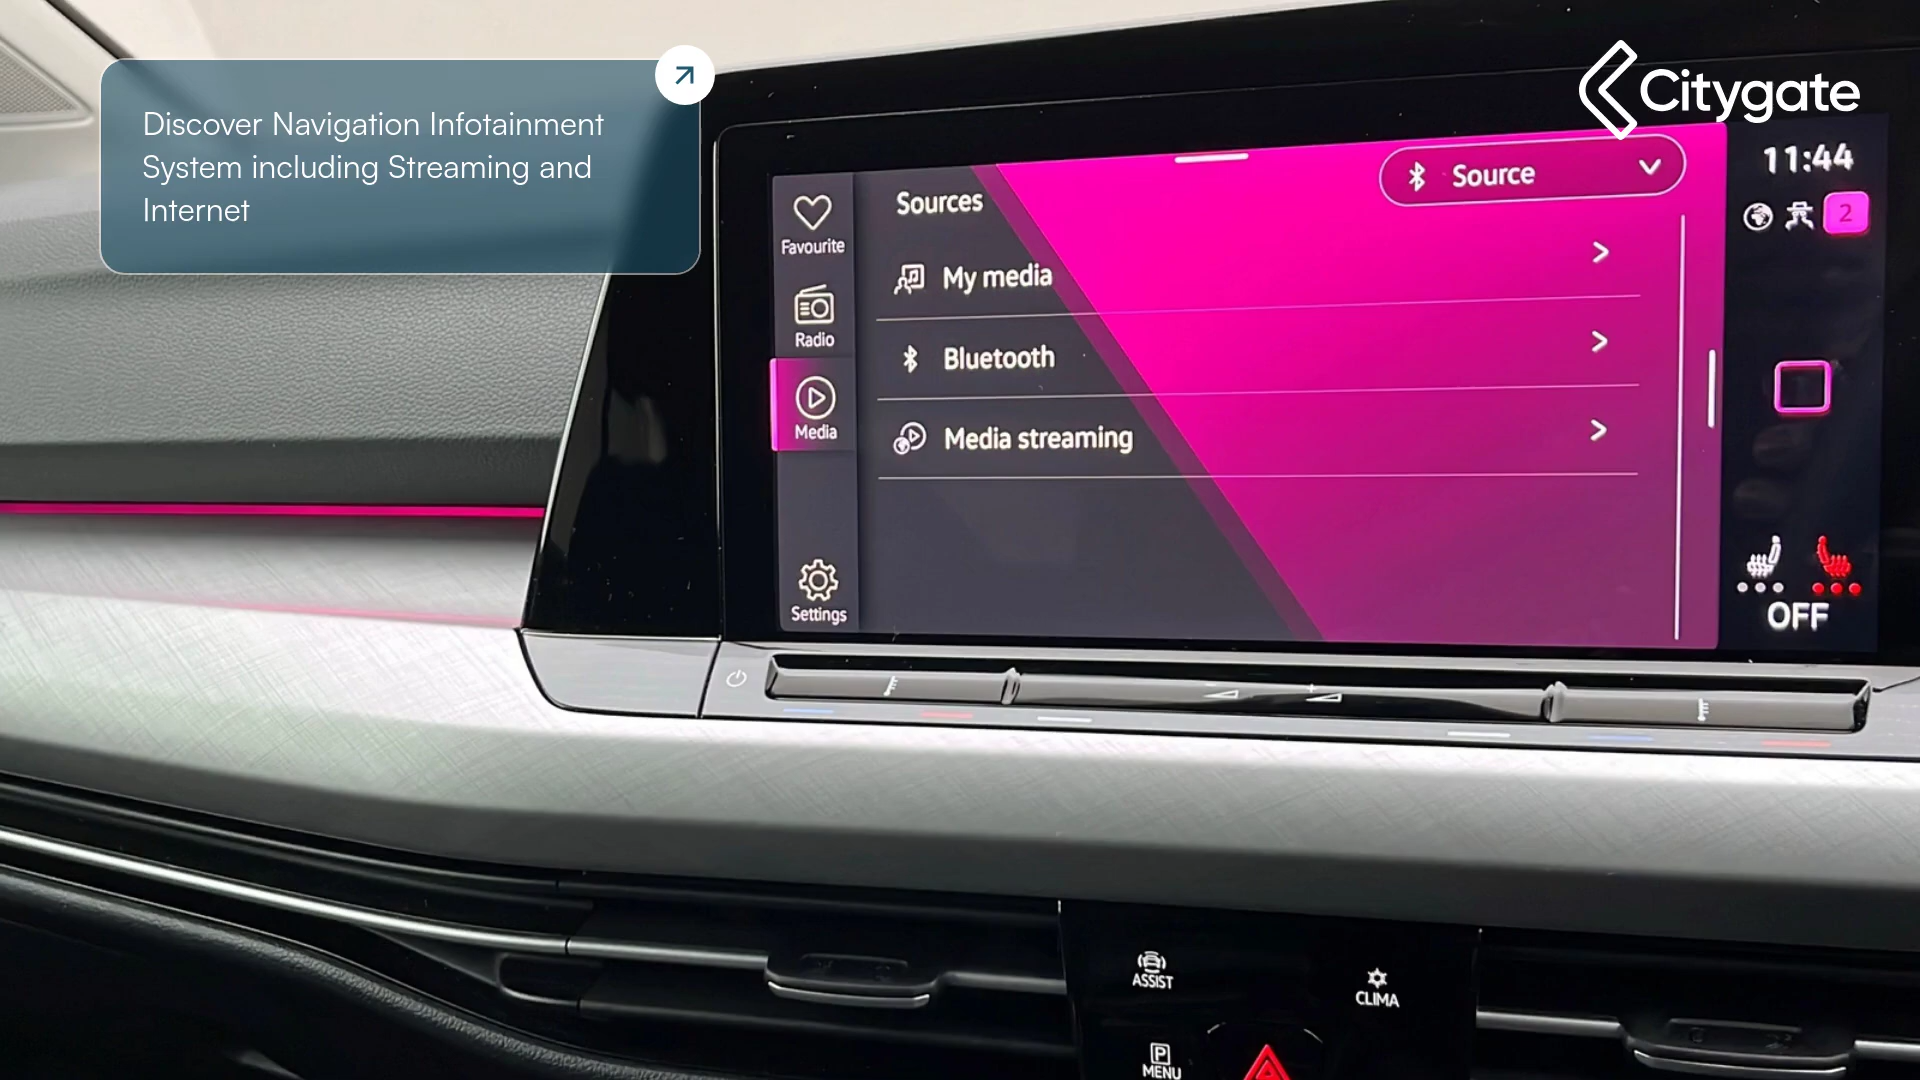 Discover Navigation Infotainment
System including Streaming and
Internet
Citygate
Source
11:44
2
Favourite
Radio
Media
Settings
Sources
My media
Bluetooth
Media streaming
OFF
ASSIST
CLIMA
P
MENU